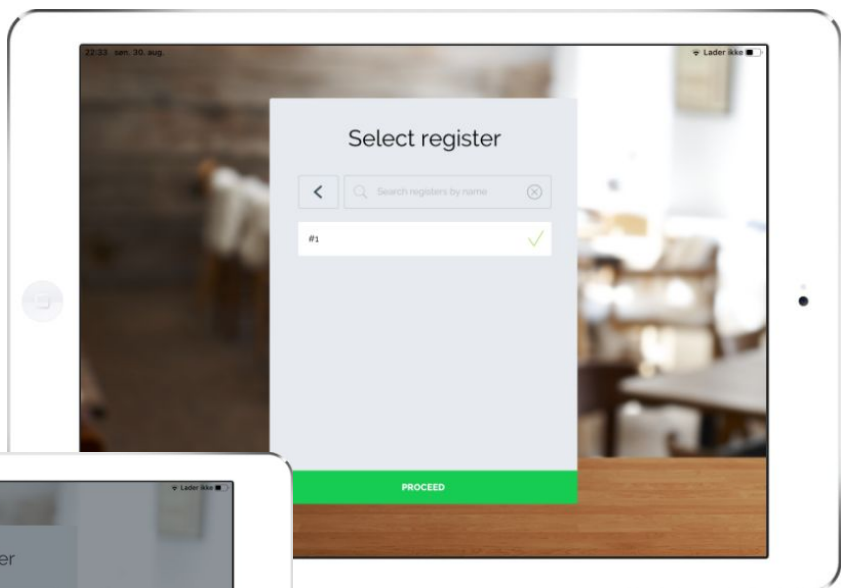 22:33 søn. 30. aug.
Lader ikke
Select register
Search registers by name
#1
PROCEED
Lader ikke
er